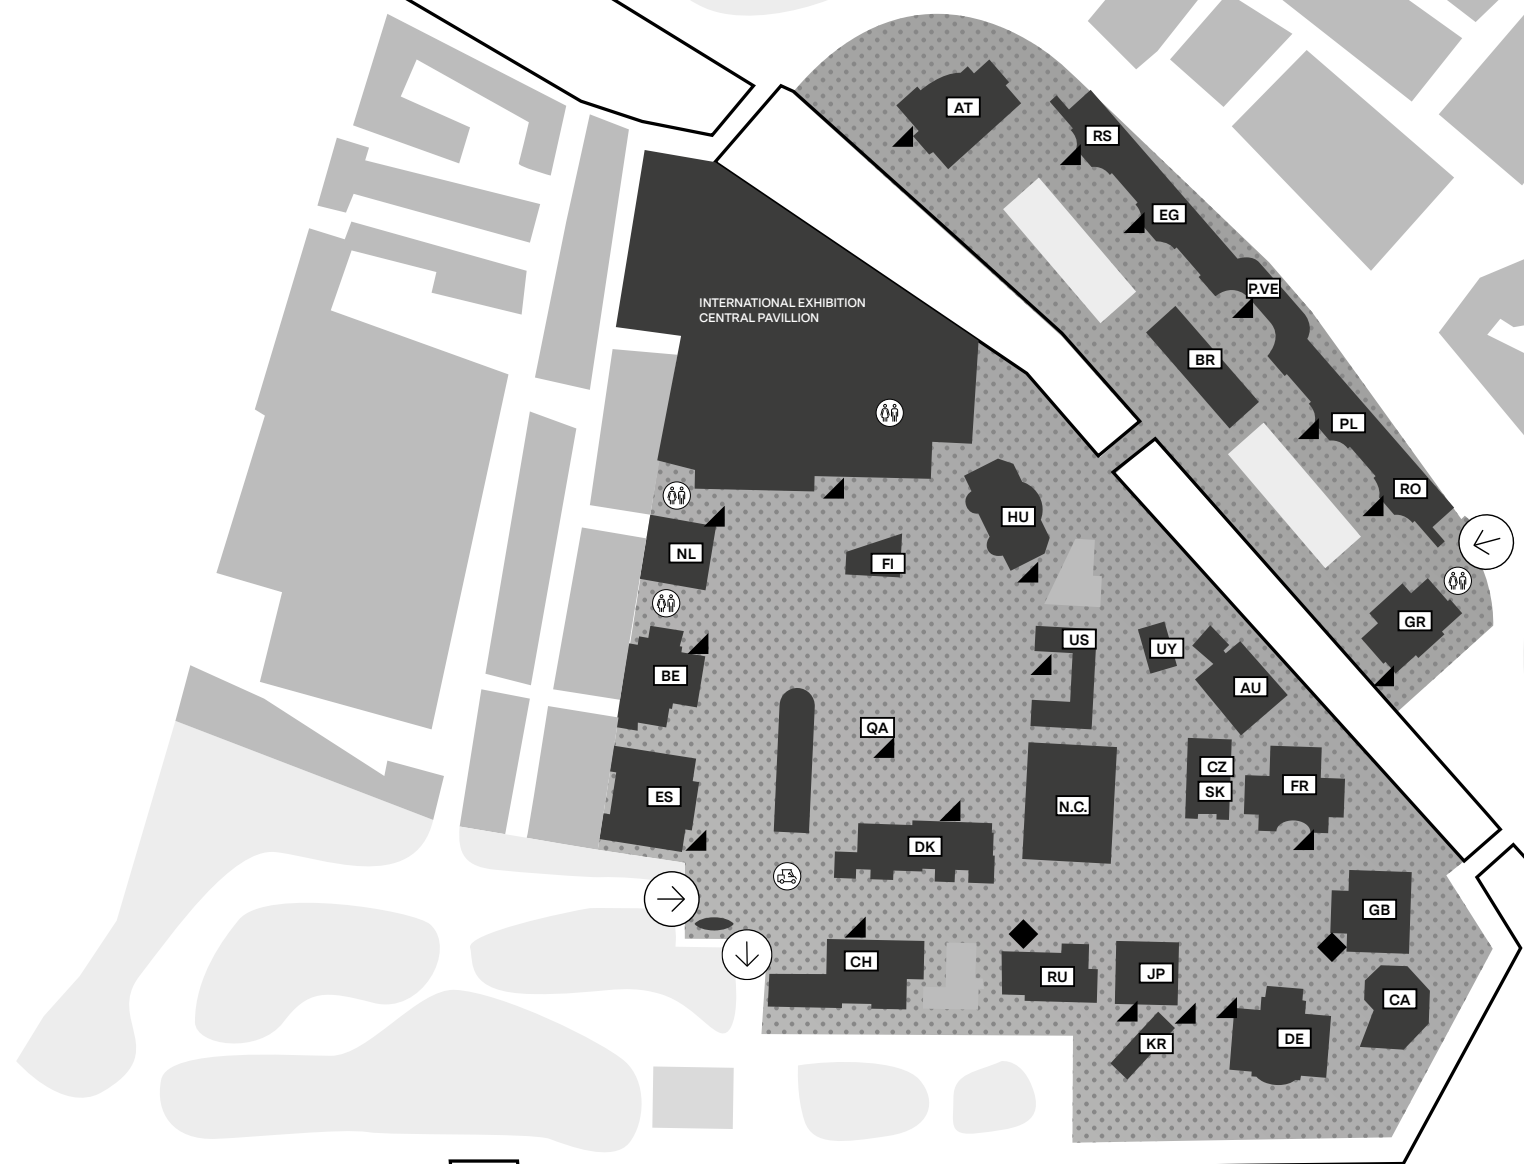 AT
RS
EG
P.VE
INTERNATIONAL EXHIBITION
CENTRAL PAVILLION
BR
PL
RO
HU
NL
FI
GR
US
UY
BE
AU
QA
CZ
SK
FR
ES
N.C.
DK
GB
CH
RU
JP
CA
KR
DE